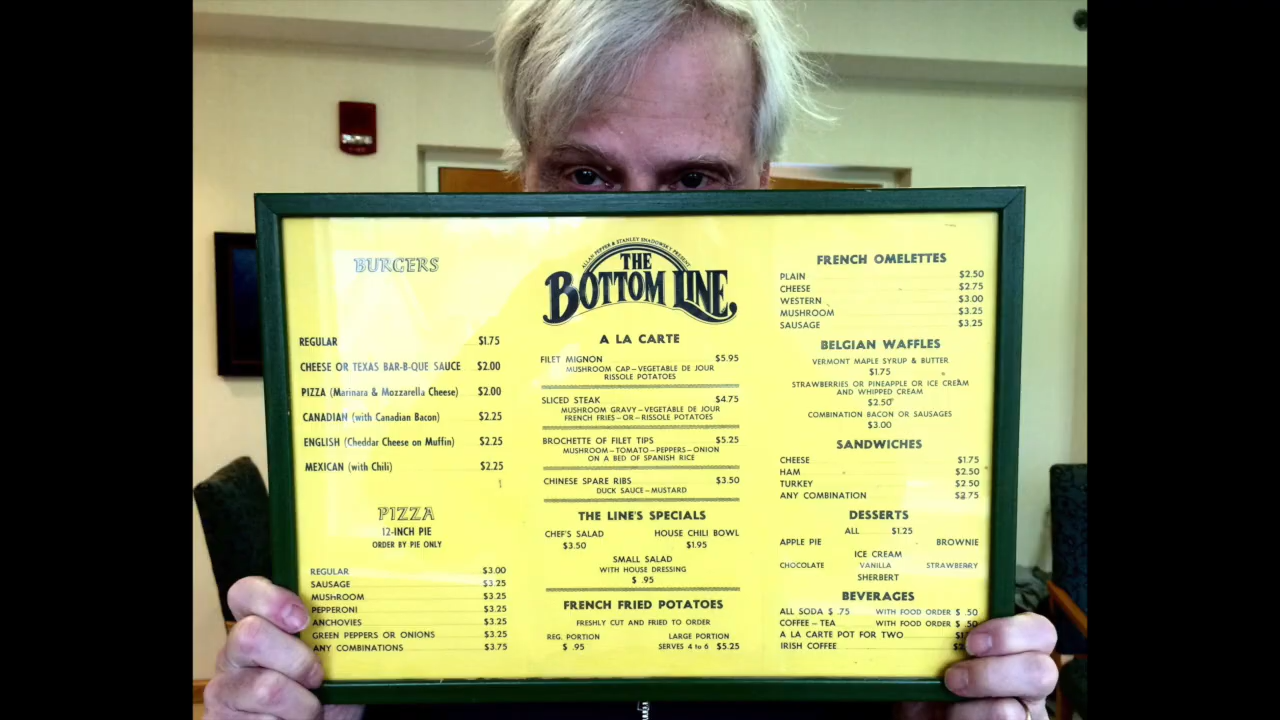 BURGERS
REGULAR $1.75
CHEESE OR TEXAS BAR-B-QUE SAUCE $2.00
PIZZA (Marinara & Mozzarella Cheese) $2.00
CANADIAN (with Canadian Bacon) $2.25
ENGLISH (Cheddar Cheese on Muffin) $2.25
MEXICAN (with Chili) $2.25
PIZZA
12-INCH PIE
ORDER BY PIE ONLY
REGULAR $3.00
SAUSAGE $3.25
MUSHROOM $3.25
PEPPERONI $3.25
ANCHOVIES $3.25
GREEN PEPPERS OR ONIONS $3.25
ANY COMBINATIONS $3.75
ALLAN PEPPER & STANLEY SNADOWSKY PRESENT
THE
BOTTOM LINE
A LA CARTE
FILET MIGNON $5.95
MUSHROOM CAP—VEGETABLE DE JOUR
RISSOLE POTATOES
SLICED STEAK $4.75
MUSHROOM GRAVY—VEGETABLE DE JOUR
FRENCH FRIES—OR—RISSOLE POTATOES
BROCHETTE OF FILET TIPS $5.25
MUSHROOM—TOMATO—PEPPERS—ONION
ON A BED OF SPANISH RICE
CHINESE SPARE RIBS $3.50
DUCK SAUCE—MUSTARD
THE LINE'S SPECIALS
CHEF'S SALAD HOUSE CHILI BOWL
$3.50 $1.95
SMALL SALAD
WITH HOUSE DRESSING
$ .95
FRENCH FRIED POTATOES
FRESHLY CUT AND FRIED TO ORDER
REG. PORTION LARGE PORTION
$ .95 SERVES 4 to 6 $5.25
FRENCH OMELETTES
PLAIN $2.50
CHEESE $2.75
WESTERN $3.00
MUSHROOM $3.25
SAUSAGE $3.25
BELGIAN WAFFLES
VERMONT MAPLE SYRUP & BUTTER
$1.75
STRAWBERRIES OR PINEAPPLE OR ICE CREAM
AND WHIPPED CREAM
$2.50
COMBINATION BACON OR SAUSAGES
$3.00
SANDWICHES
CHEESE $1.75
HAM $2.50
TURKEY $2.50
ANY COMBINATION $2.75
DESSERTS
ALL $1.25
APPLE PIE BROWNIE
ICE CREAM
CHOCOLATE VANILLA STRAWBERRY
SHERBERT
BEVERAGES
ALL SODA $ .75 WITH FOOD ORDER $ .50
COFFEE – TEA WITH FOOD ORDER $ .50
A LA CARTE POT FOR TWO
IRISH COFFEE